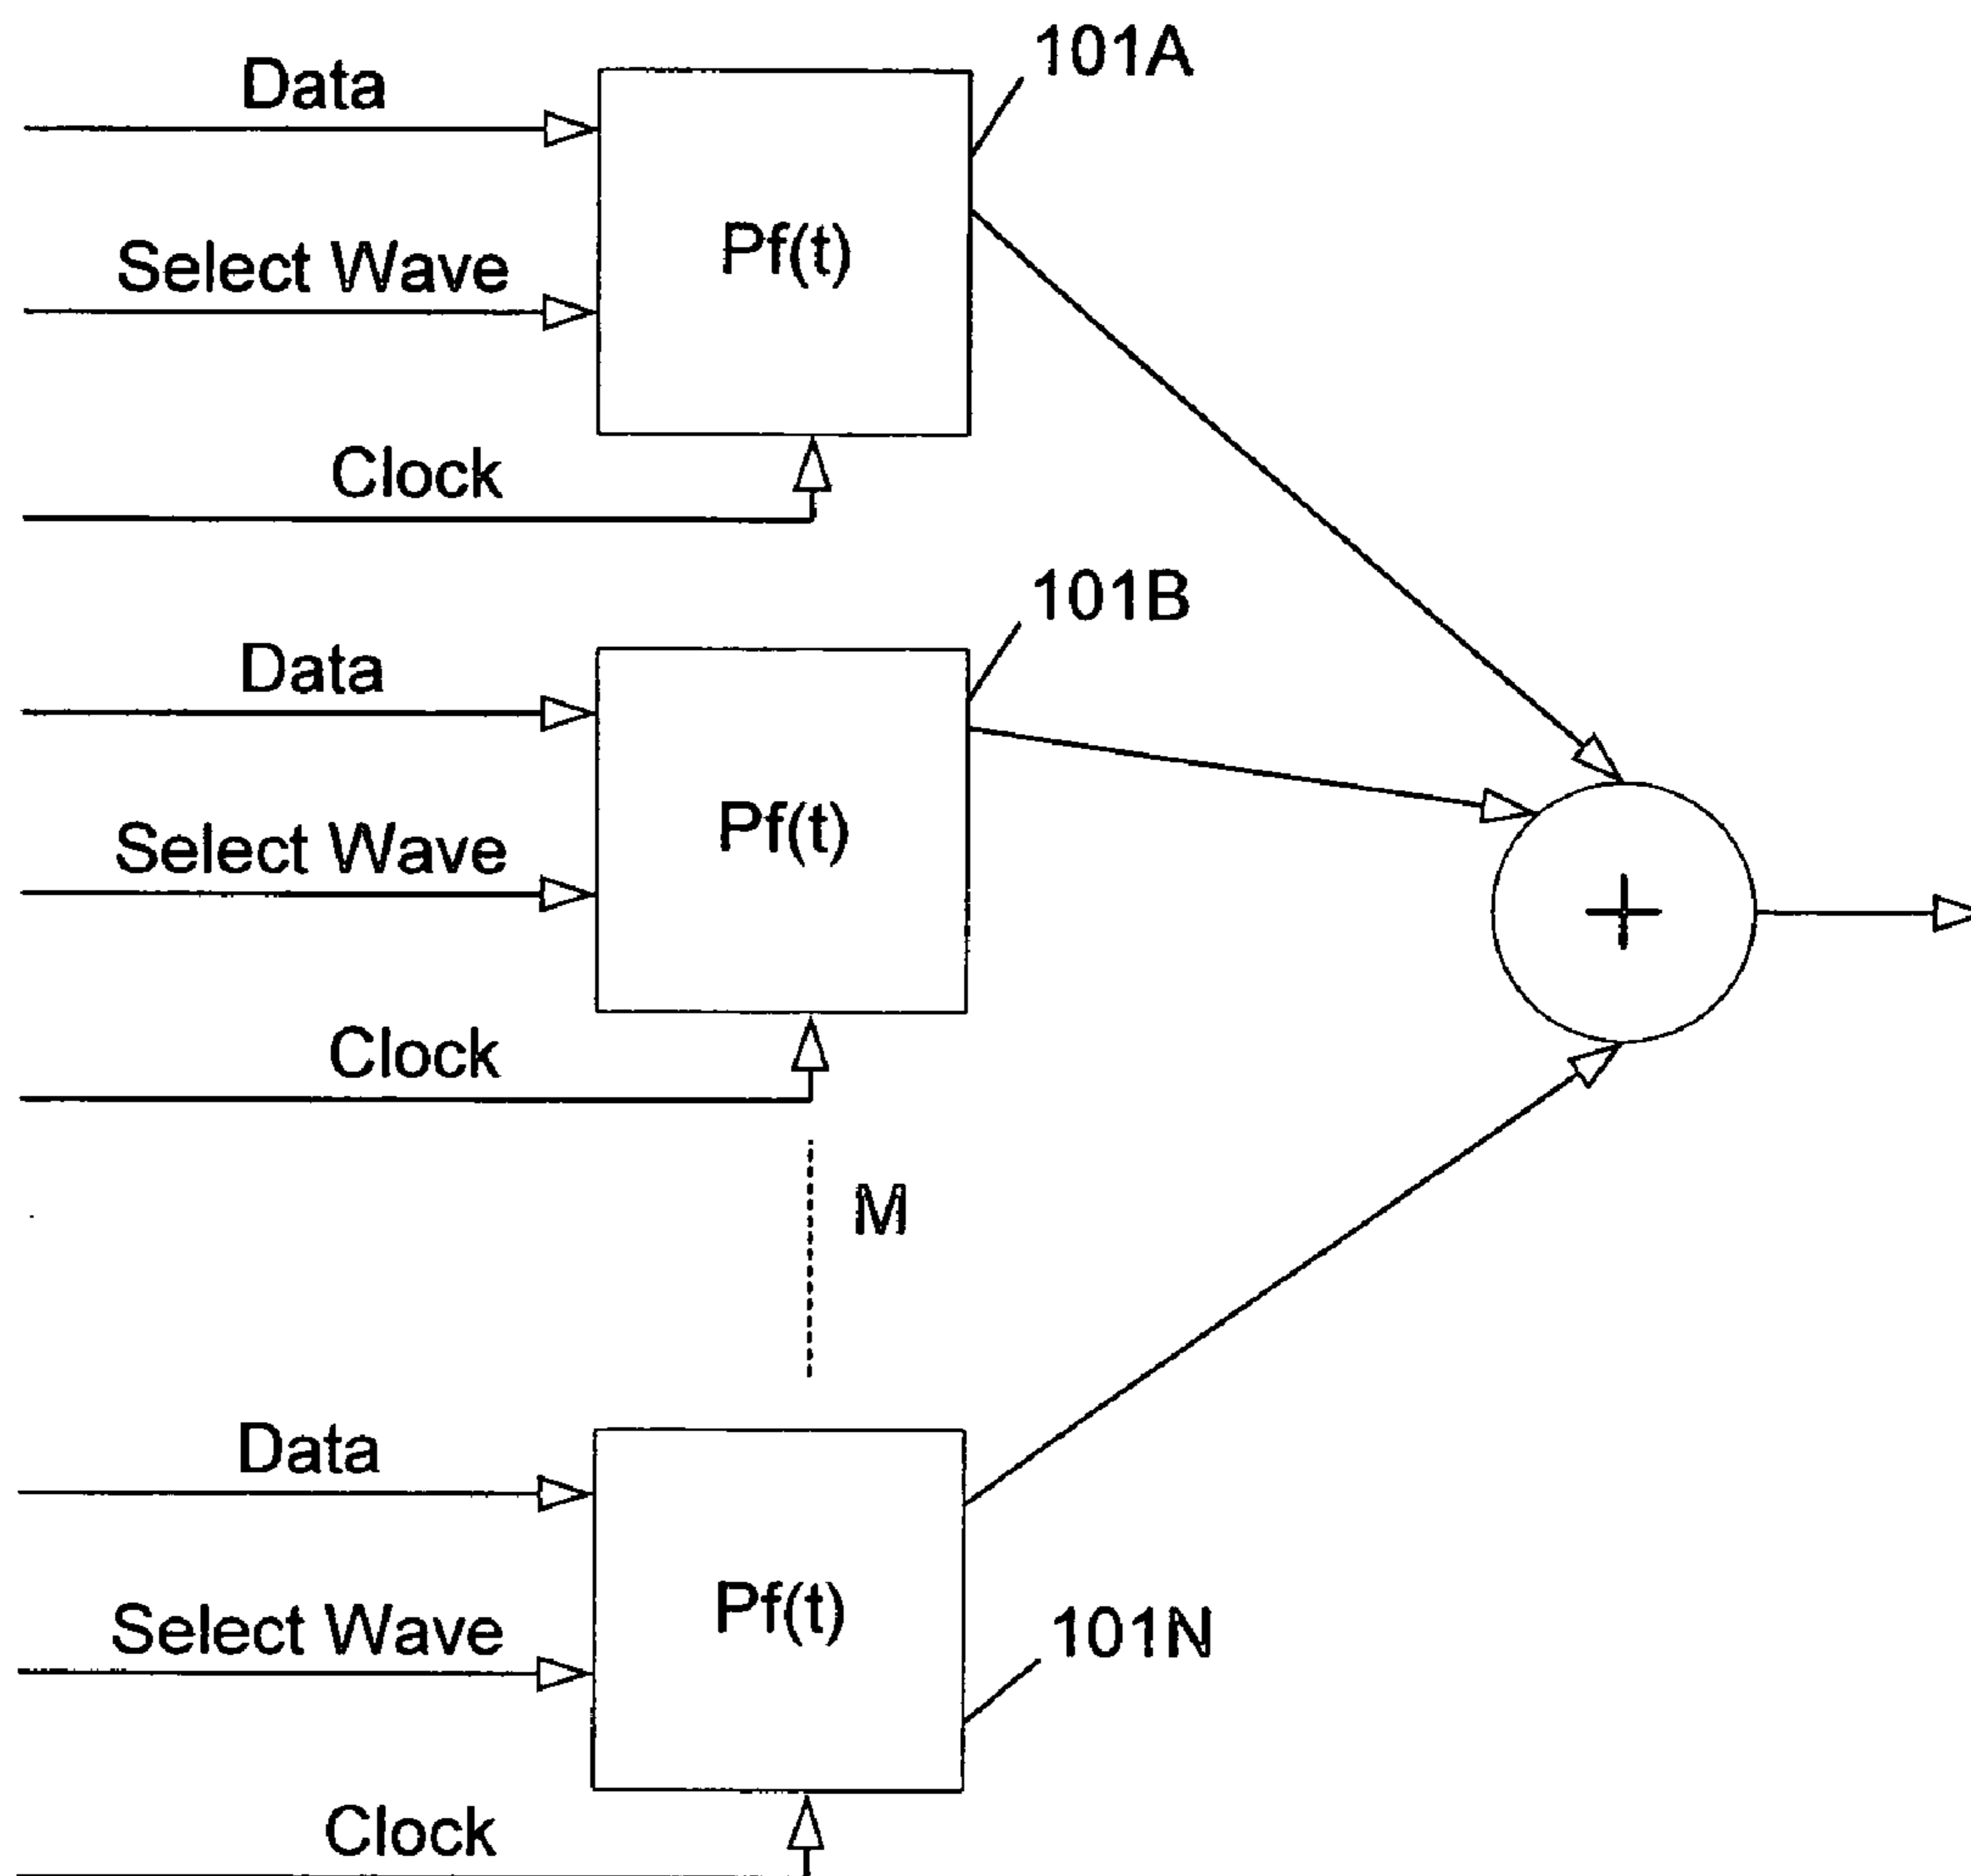 101A
Data
Pf(t)
Select Wave
Clock
101B
Data
Pf(t)
Select Wave
+
Clock
M
Data
Pf(t)
Select Wave
101N
Clock